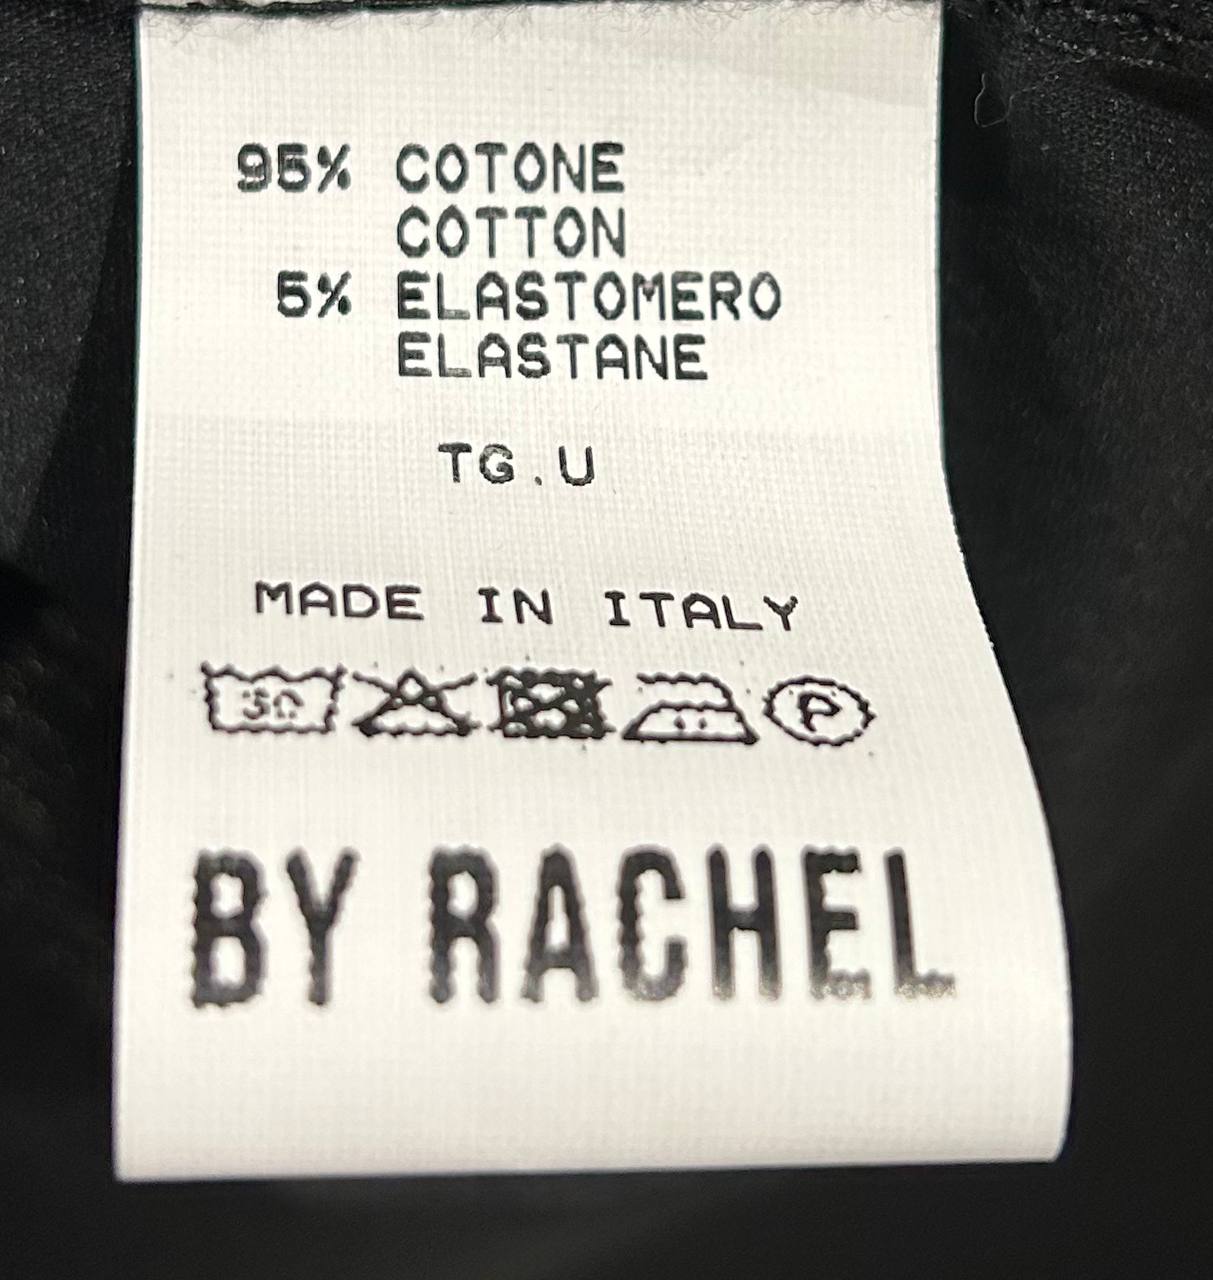 95% COTONE
COTTON
5% ELASTOMERO
ELASTANE
TG.U
MADE IN ITALY
30 P
BY RACHEL